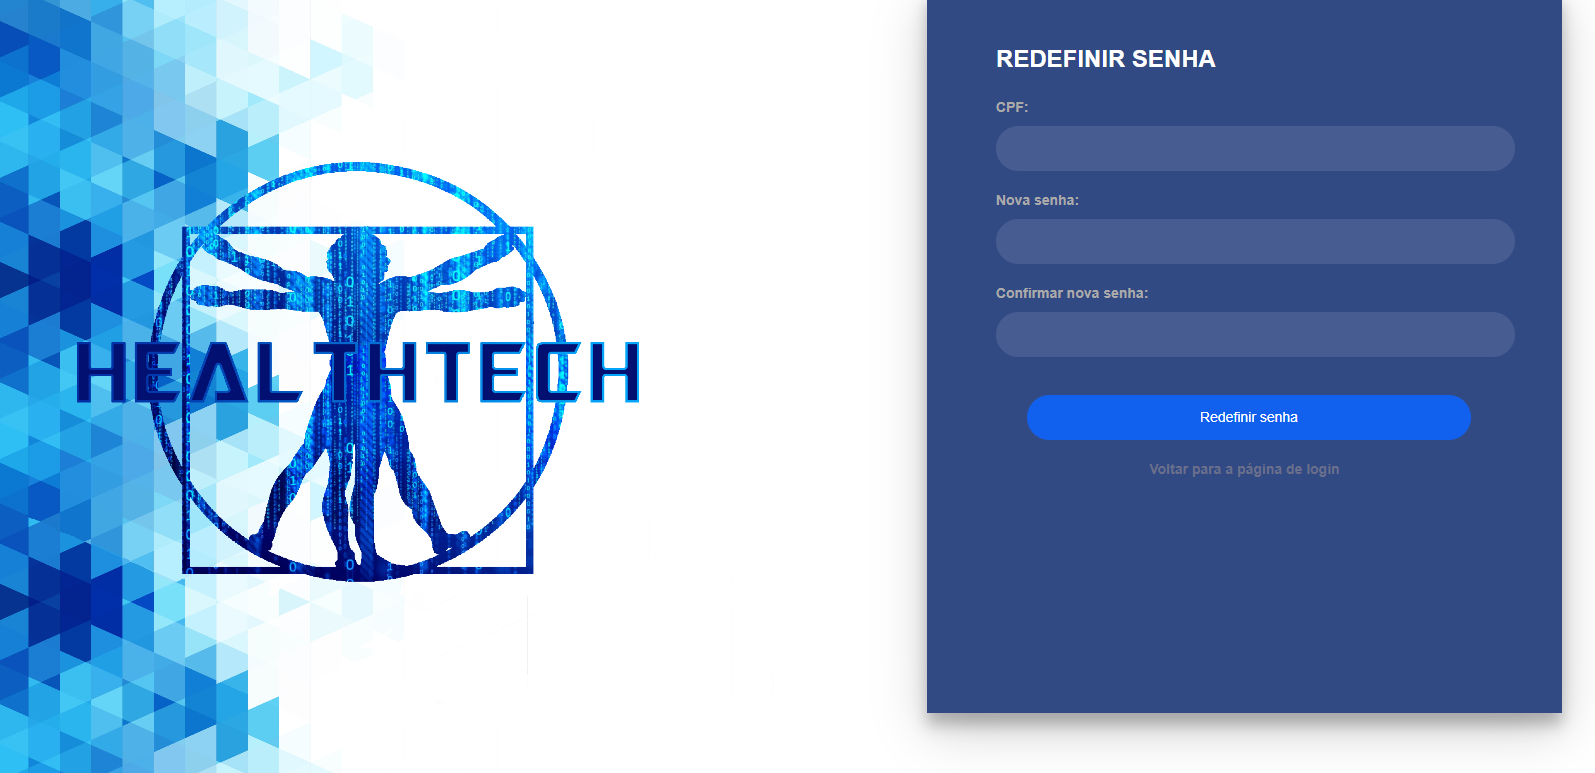 HEALTHTECH
REDEFINIR SENHA
CPF:
Nova senha:
Confirmar nova senha:
Redefinir senha
Voltar para a página de login